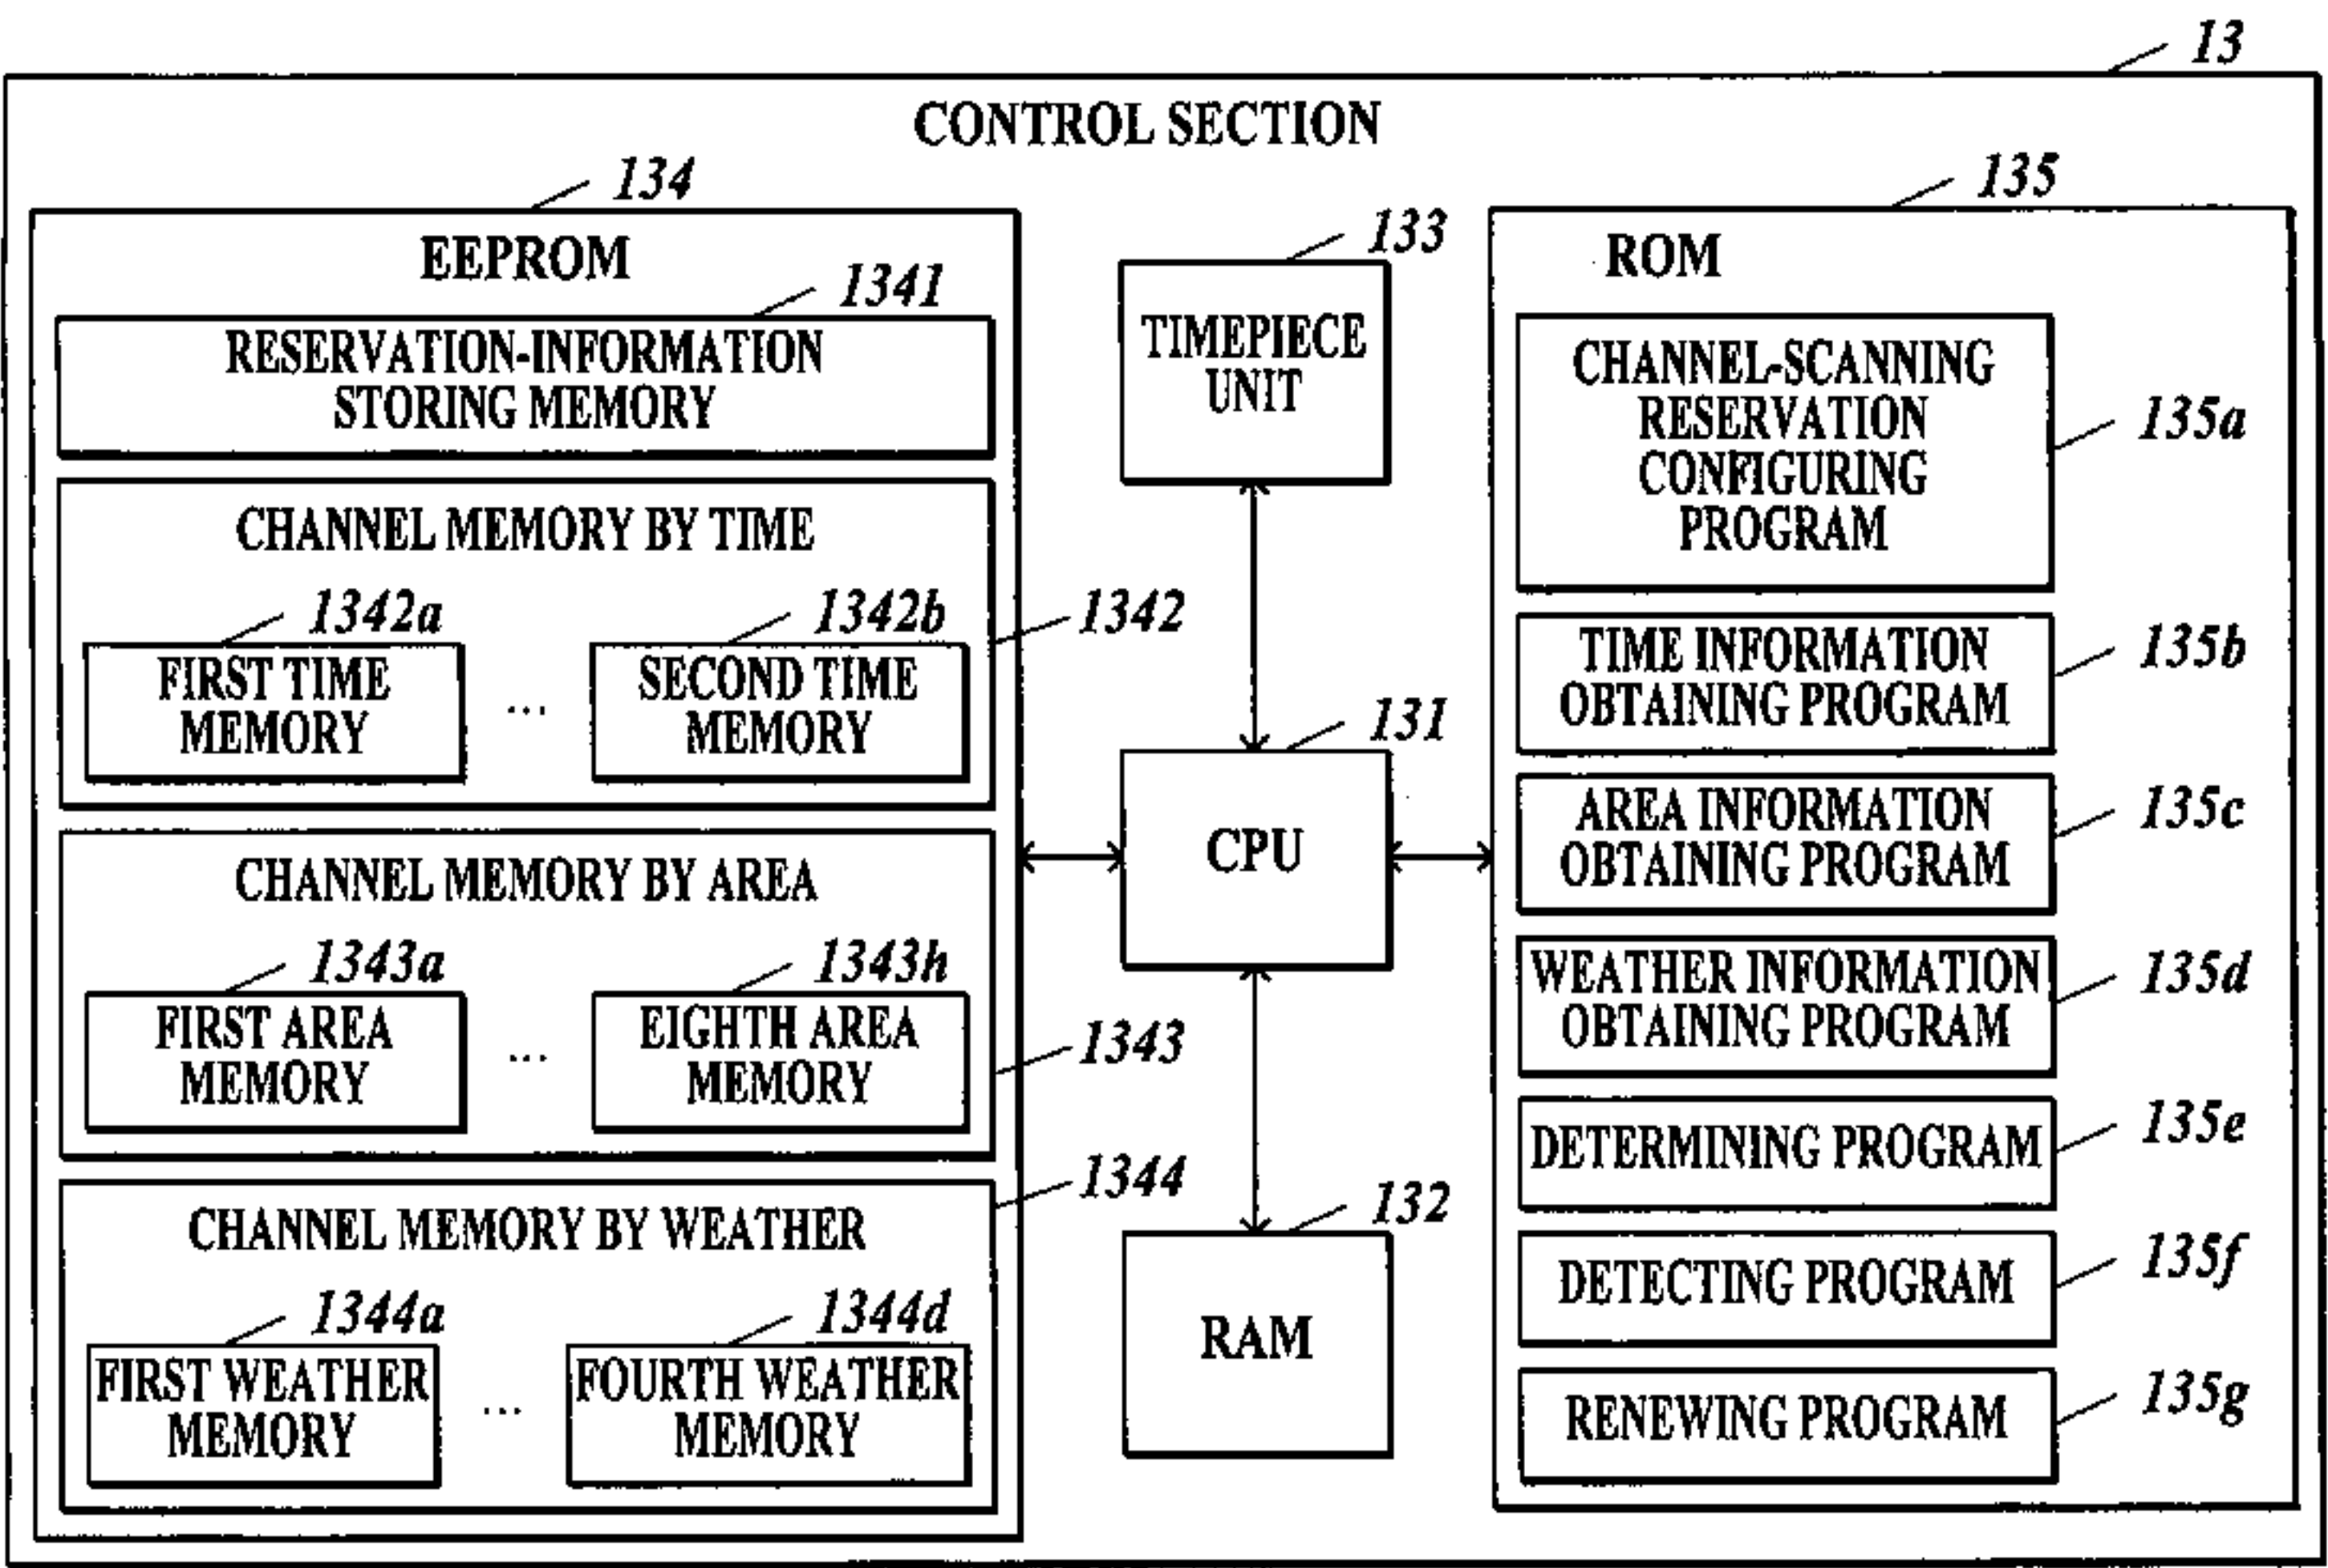 13
CONTROL SECTION
134
EEPROM
1341
RESERVATION-INFORMATION
STORING MEMORY
CHANNEL MEMORY BY TIME
1342a
1342b
1342
FIRST TIME
MEMORY
...
SECOND TIME
MEMORY
CHANNEL MEMORY BY AREA
1343a
1343h
FIRST AREA
MEMORY
...
EIGHTH AREA
MEMORY
1343
CHANNEL MEMORY BY WEATHER
1344
1344a
1344d
FIRST WEATHER
MEMORY
...
FOURTH WEATHER
MEMORY
133
TIMEPIECE
UNIT
131
CPU
132
RAM
135
ROM
CHANNEL-SCANNING
RESERVATION
CONFIGURING
PROGRAM
135a
TIME INFORMATION
OBTAINING PROGRAM
135b
AREA INFORMATION
OBTAINING PROGRAM
135c
WEATHER INFORMATION
OBTAINING PROGRAM
135d
DETERMINING PROGRAM
135e
DETECTING PROGRAM
135f
RENEWING PROGRAM
135g